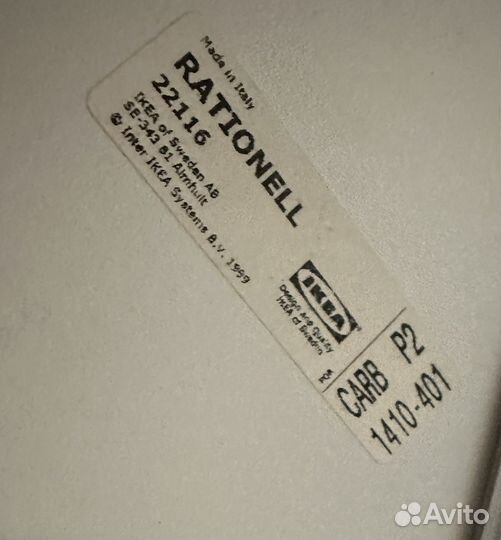 Made in Italy
RATIONELL
22116
IKEA of Sweden AB
SE-343 81 Älmhult
© Inter IKEA Systems B.V. 1999
IKEA
Design and Quality
IKEA of Sweden
CARB P2
1410-401
Avito